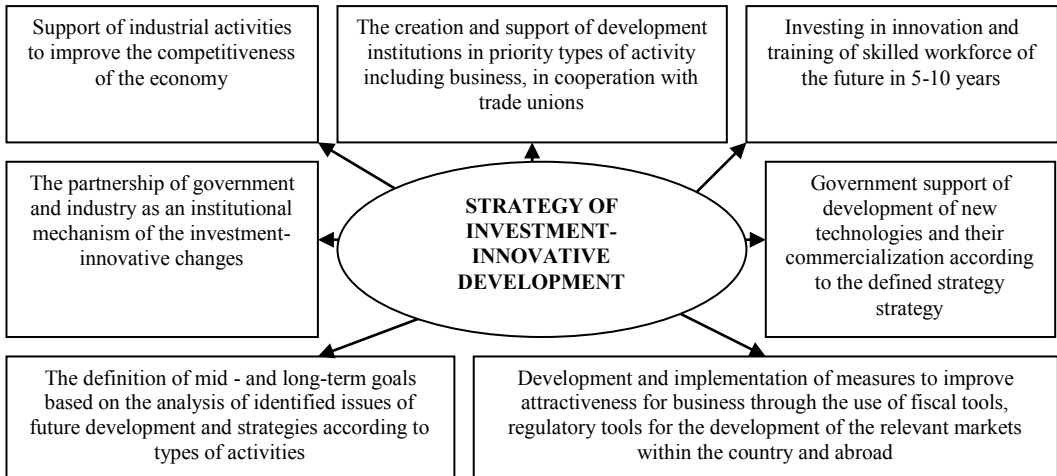 Support of industrial activities
to improve the competitiveness
of the economy
The creation and support of development
institutions in priority types of activity
including business, in cooperation with
trade unions
Investing in innovation and
training of skilled workforce of
the future in 5-10 years
The partnership of government
and industry as an institutional
mechanism of the investment-
innovative changes
STRATEGY OF
INVESTMENT-
INNOVATIVE
DEVELOPMENT
Government support of
development of new
technologies and their
commercialization according
to the defined strategy
strategy
The definition of mid - and long-term goals
based on the analysis of identified issues of
future development and strategies according to
types of activities
Development and implementation of measures to improve
attractiveness for business through the use of fiscal tools,
regulatory tools for the development of the relevant markets
within the country and abroad